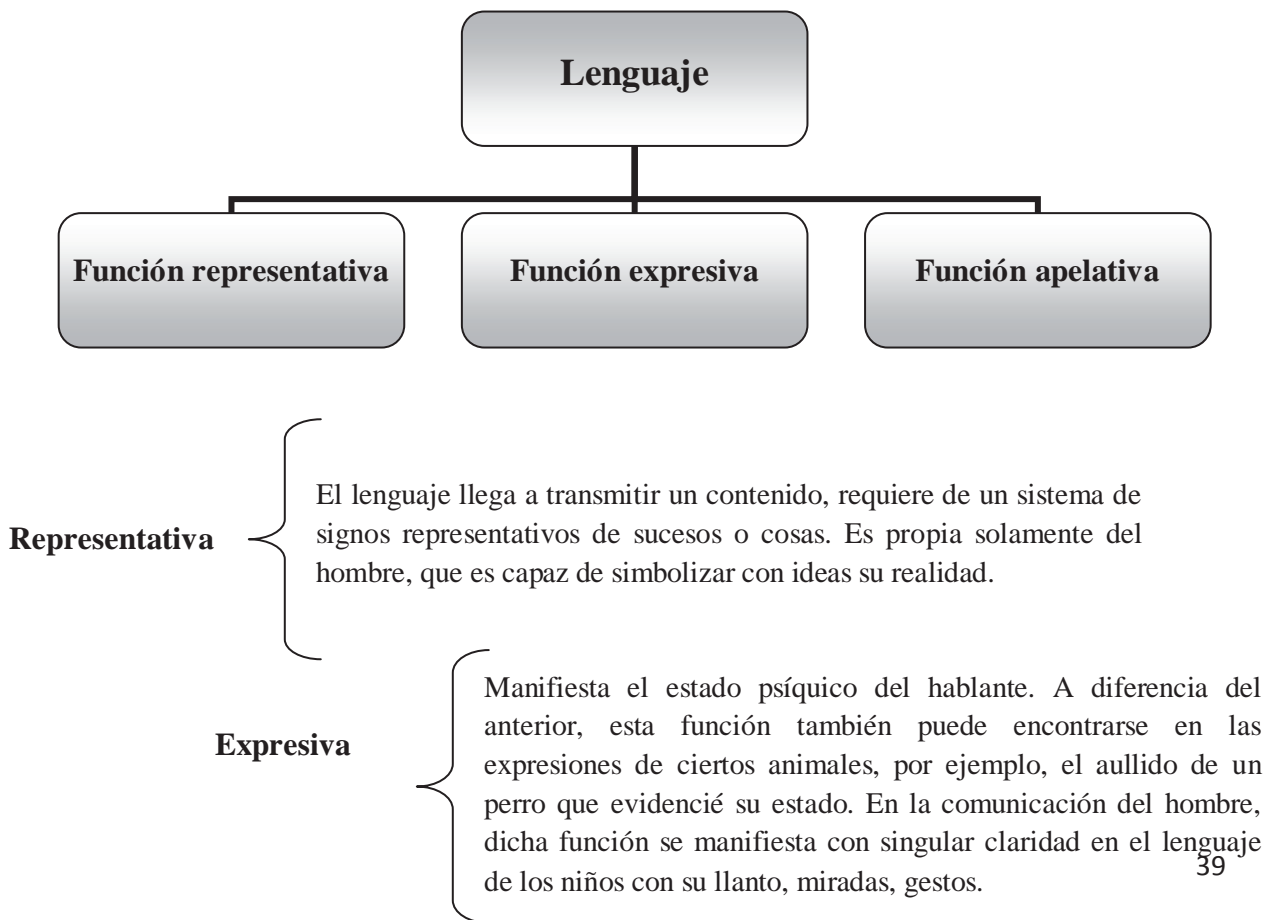 Lenguaje
Función representativa
Función expresiva
Función apelativa
Representativa
El lenguaje llega a transmitir un contenido, requiere de un sistema de
signos representativos de sucesos o cosas. Es propia solamente del
hombre, que es capaz de simbolizar con ideas su realidad.
Expresiva
Manifiesta el estado psíquico del hablante. A diferencia del
anterior, esta función también puede encontrarse en las
expresiones de ciertos animales, por ejemplo, el aullido de un
perro que evidencié su estado. En la comunicación del hombre,
dicha función se manifiesta con singular claridad en el lenguaje
de los niños con su llanto, miradas, gestos.
39